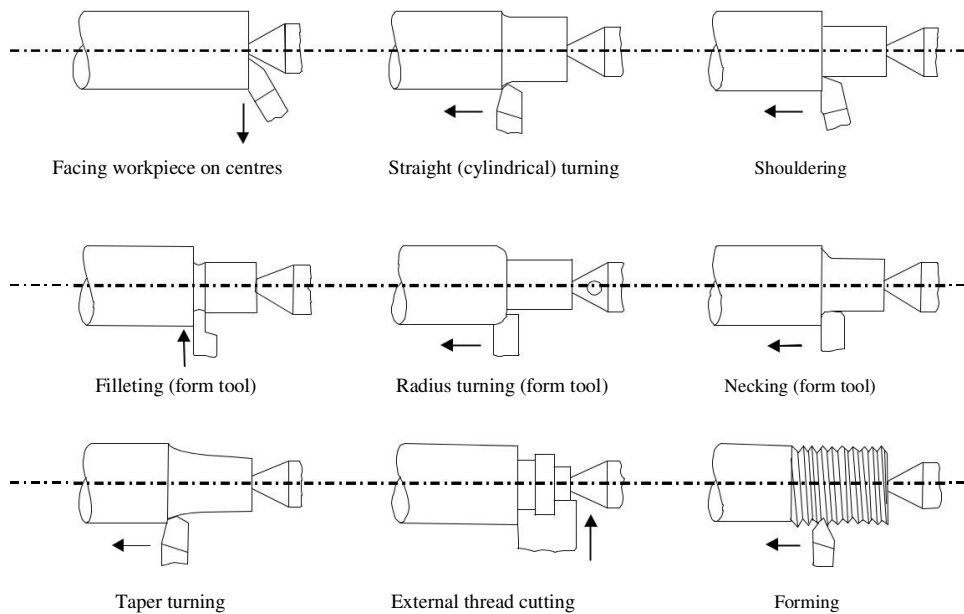 Facing workpiece on centres
Straight (cylindrical) turning
Shouldering
Filleting (form tool)
Radius turning (form tool)
Necking (form tool)
Taper turning
External thread cutting
Forming